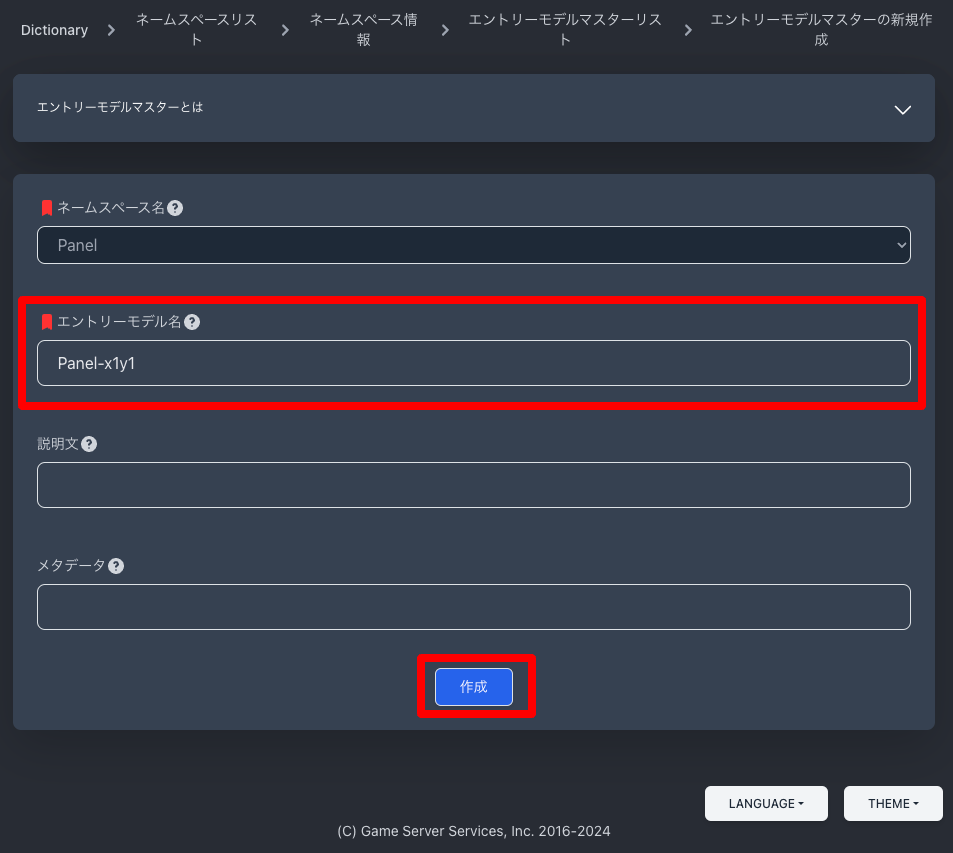 Dictionary
ネームスペースリス
ト
ネームスペース情
報
エントリーモデルマスターリス
ト
エントリーモデルマスターの新規作
成
エントリーモデルマスターとは
ネームスペース名
Panel
エントリーモデル名
Panel-x1y1
説明文
メタデータ
作成
LANGUAGE
THEME
(C) Game Server Services, Inc. 2016-2024